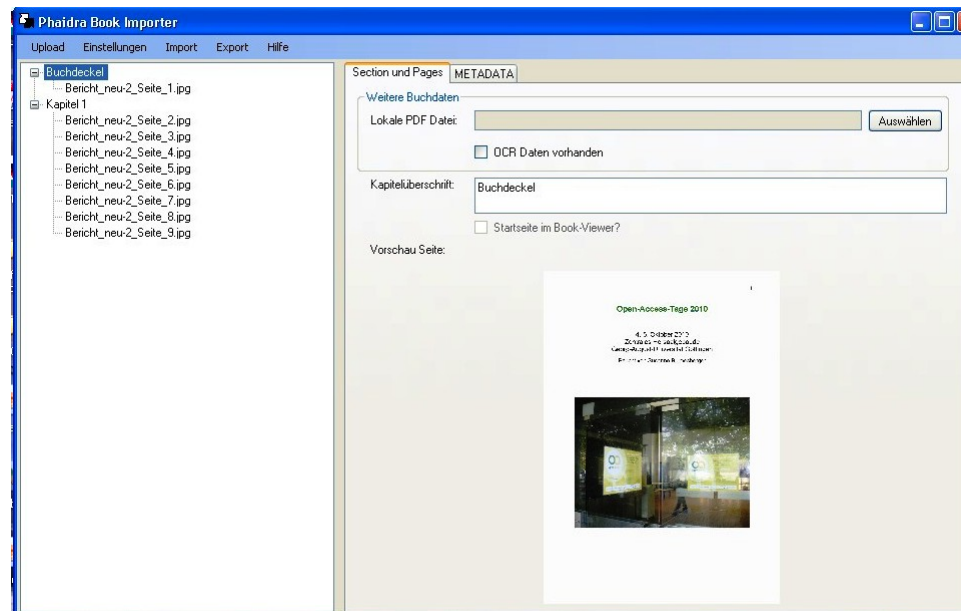 Phaidra Book Importer
Upload Einstellungen Import Export Hilfe
Buchdeckel
Bericht_neu-2_Seite_1.jpg
Kapitel 1
Bericht_neu-2_Seite_2.jpg
Bericht_neu-2_Seite_3.jpg
Bericht_neu-2_Seite_4.jpg
Bericht_neu-2_Seite_5.jpg
Bericht_neu-2_Seite_6.jpg
Bericht_neu-2_Seite_7.jpg
Bericht_neu-2_Seite_8.jpg
Bericht_neu-2_Seite_9.jpg
Section und Pages METADATA
Weitere Buchdaten
Lokale PDF Datei: Auswählen
OCR Daten vorhanden
Kapitelüberschrift: Buchdeckel
Startseite im Book-Viewer?
Vorschau Seite:
Open-Access-Tage 2010
Oktober